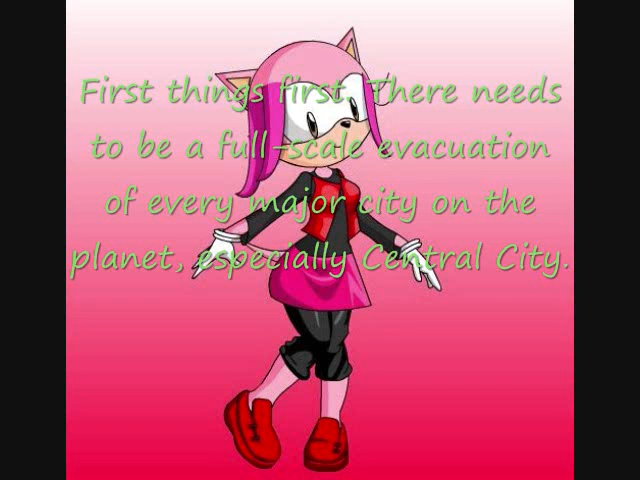 First things first. There needs
to be a full-scale evacuation
of every major city on the
planet, especially Central City.